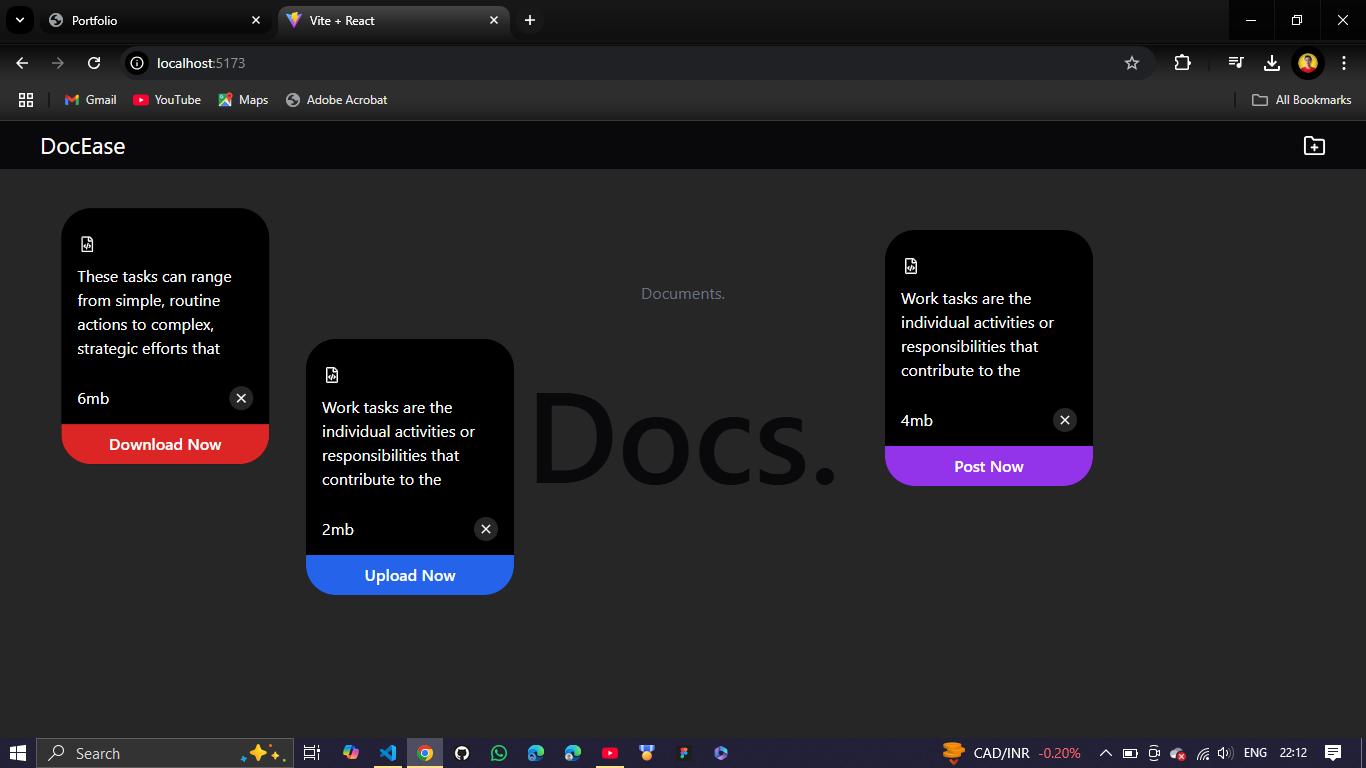 Portfolio
Vite + React
localhost:5173
Gmail
YouTube
Maps
Adobe Acrobat
All Bookmarks
DocEase
These tasks can range
from simple, routine
actions to complex,
strategic efforts that
6mb
Download Now
Work tasks are the
individual activities or
responsibilities that
contribute to the
2mb
Upload Now
Documents.
Docs.
Work tasks are the
individual activities or
responsibilities that
contribute to the
4mb
Post Now
Search
CAD/INR -0.20%
ENG
22:12